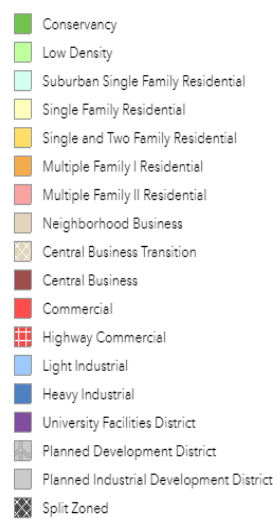 Conservancy
Low Density
Suburban Single Family Residential
Single Family Residential
Single and Two Family Residential
Multiple Family I Residential
Multiple Family II Residential
Neighborhood Business
Central Business Transition
Central Business
Commercial
Highway Commercial
Light Industrial
Heavy Industrial
University Facilities District
Planned Development District
Planned Industrial Development District
Split Zoned